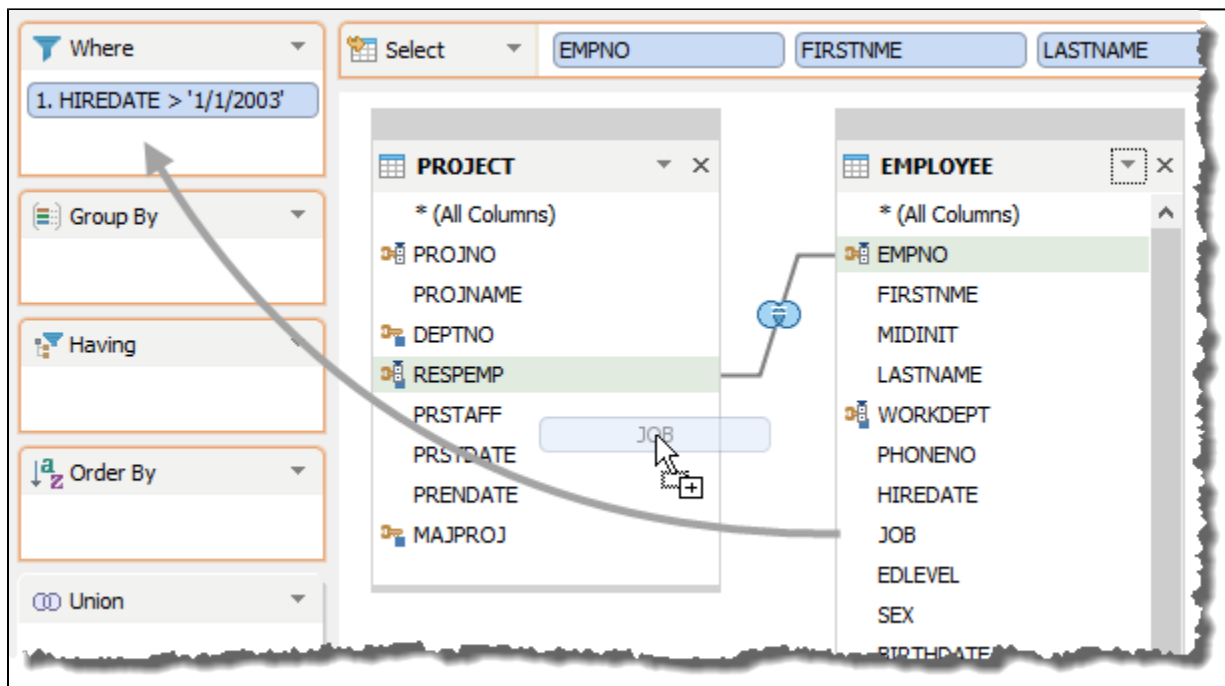 Where
1. HIREDATE > '1/1/2003'
Group By
Having
Order By
Union
Select EMPNO FIRSTNME LASTNAME
PROJECT
* (All Columns)
PROJNO
PROJNAME
DEPTNO
RESPEMP
PRSTAFF
PRSTDATE
PRENDATE
MAJPROJ
JOB
EMPLOYEE
* (All Columns)
EMPNO
FIRSTNME
MIDINIT
LASTNAME
WORKDEPT
PHONENO
HIREDATE
JOB
EDLEVEL
SEX
BIRTHDATE